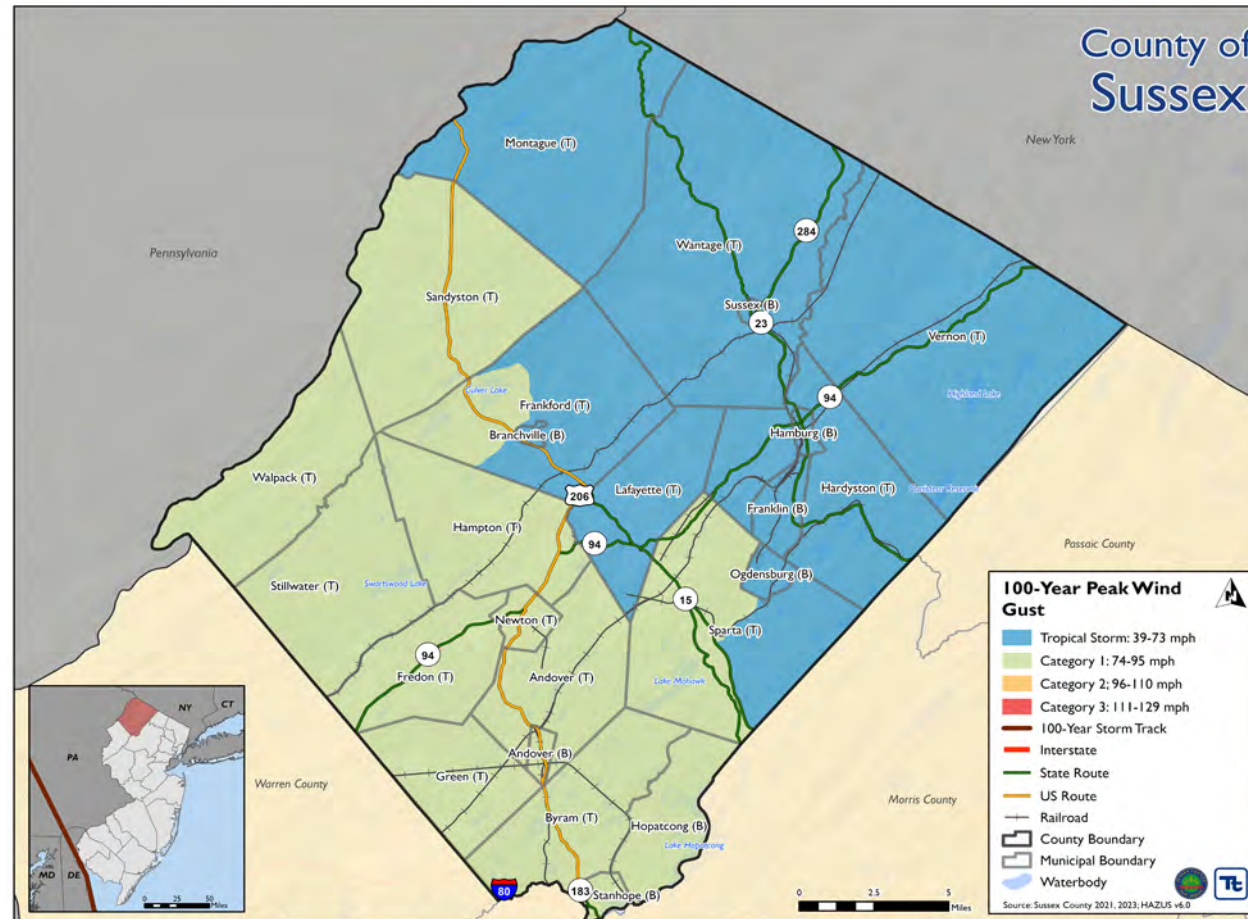 County of
Sussex
New York
Pennsylvania
Montague (T)
Wantage (T)
284
Sandyston (T)
Sussex (B)
23
Vernon (T)
Culver Lake
Highland Lake
94
Frankford (T)
Branchville (B)
Hamburg (B)
Walpack (T)
206
Lafayette (T)
Hardyston (T)
Franklin (B)
Hampton (T)
94
Passaic County
Stillwater (T)
Swartswood Lake
Ogdensburg (B)
15
Newton (T)
Sparta (T)
94
Fredon (T)
Andover (T)
Lake Mohawk
Andover (B)
Green (T)
Warren County
Morris County
Byram (T)
Hopatcong (B)
Lake Hopatcong
80
183
Stanhope (B)
NY
CT
PA
MD
DE
0 25 50
Miles
0 2.5 5
Miles
100-Year Peak Wind
Gust
N
Tropical Storm: 39-73 mph
Category 1: 74-95 mph
Category 2; 96-110 mph
Category 3: 111-129 mph
100-Year Storm Track
Interstate
State Route
US Route
Railroad
County Boundary
Municipal Boundary
Waterbody
Tt
Source: Sussex County 2021, 2023; HAZUS v6.0